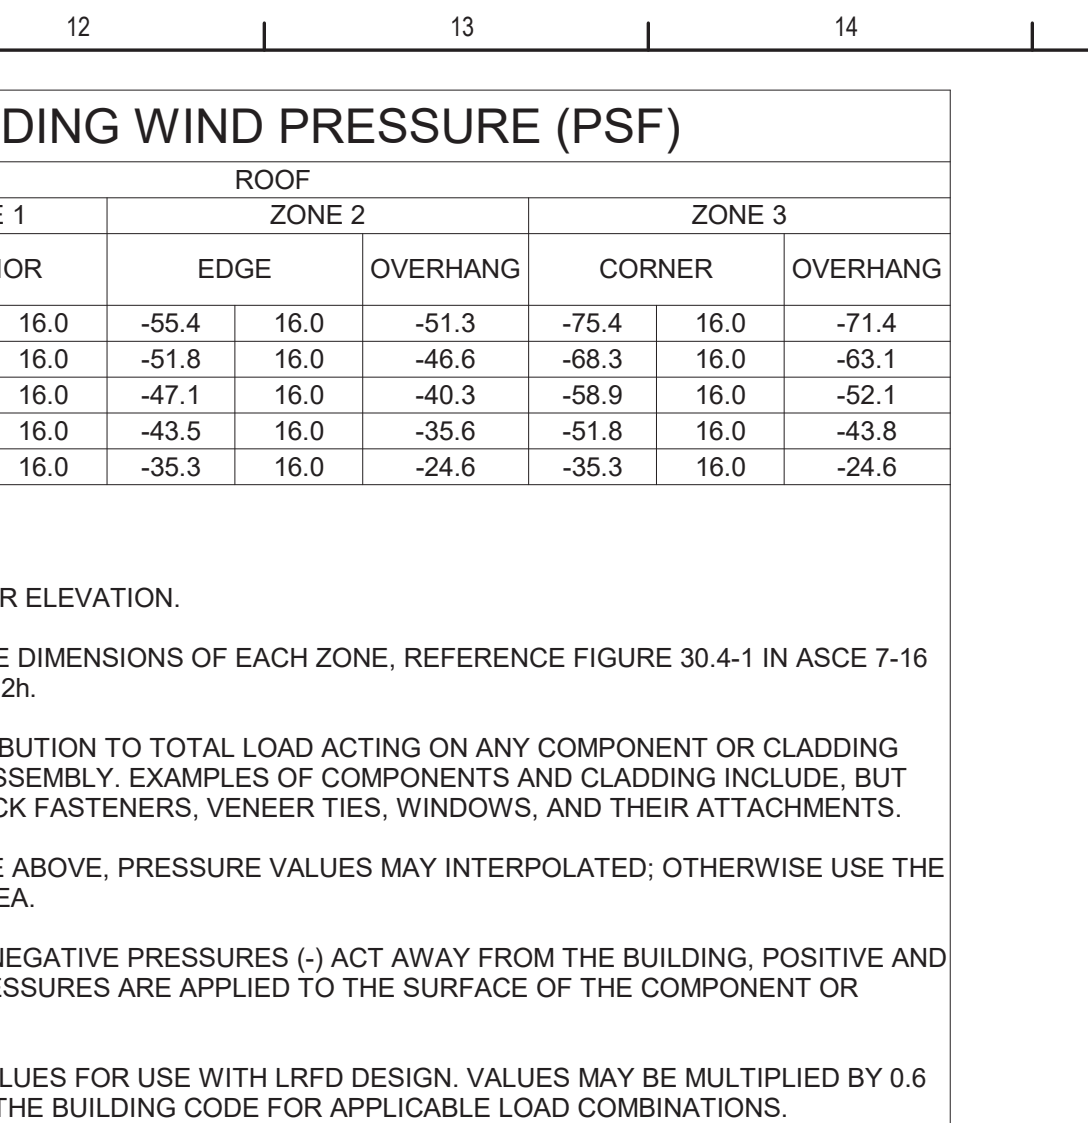 12 13 14
DING WIND PRESSURE (PSF)
ROOF
E 1 ZONE 2 ZONE 3
IOR EDGE OVERHANG CORNER OVERHANG
16.0 -55.4 16.0 -51.3 -75.4 16.0 -71.4
16.0 -51.8 16.0 -46.6 -68.3 16.0 -63.1
16.0 -47.1 16.0 -40.3 -58.9 16.0 -52.1
16.0 -43.5 16.0 -35.6 -51.8 16.0 -43.8
16.0 -35.3 16.0 -24.6 -35.3 16.0 -24.6
R ELEVATION.
E DIMENSIONS OF EACH ZONE, REFERENCE FIGURE 30.4-1 IN ASCE 7-16
2h.
BUTION TO TOTAL LOAD ACTING ON ANY COMPONENT OR CLADDING
SSEMBLY. EXAMPLES OF COMPONENTS AND CLADDING INCLUDE, BUT
CK FASTENERS, VENEER TIES, WINDOWS, AND THEIR ATTACHMENTS.
E ABOVE, PRESSURE VALUES MAY INTERPOLATED; OTHERWISE USE THE
EA.
NEGATIVE PRESSURES (-) ACT AWAY FROM THE BUILDING, POSITIVE AND
ESSURES ARE APPLIED TO THE SURFACE OF THE COMPONENT OR
LUES FOR USE WITH LRFD DESIGN. VALUES MAY BE MULTIPLIED BY 0.6
THE BUILDING CODE FOR APPLICABLE LOAD COMBINATIONS.